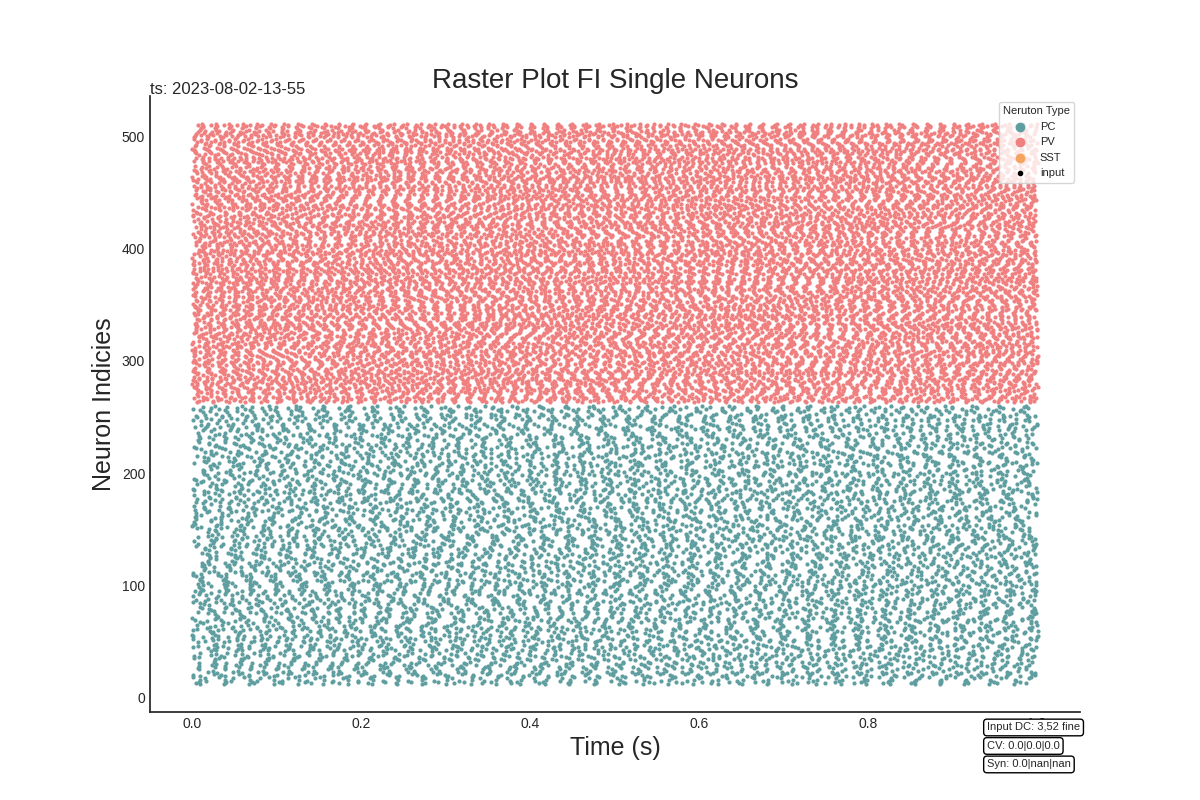 Raster Plot FI Single Neurons
ts: 2023-08-02-13-55
Neruton Type
PC
PV
SST
input
500
400
300
200
100
0
Neuron Indicies
0.0 0.2 0.4 0.6 0.8
Time (s)
Input DC: 3,52 fine
CV: 0.0|0.0|0.0
Syn: 0.0|nan|nan